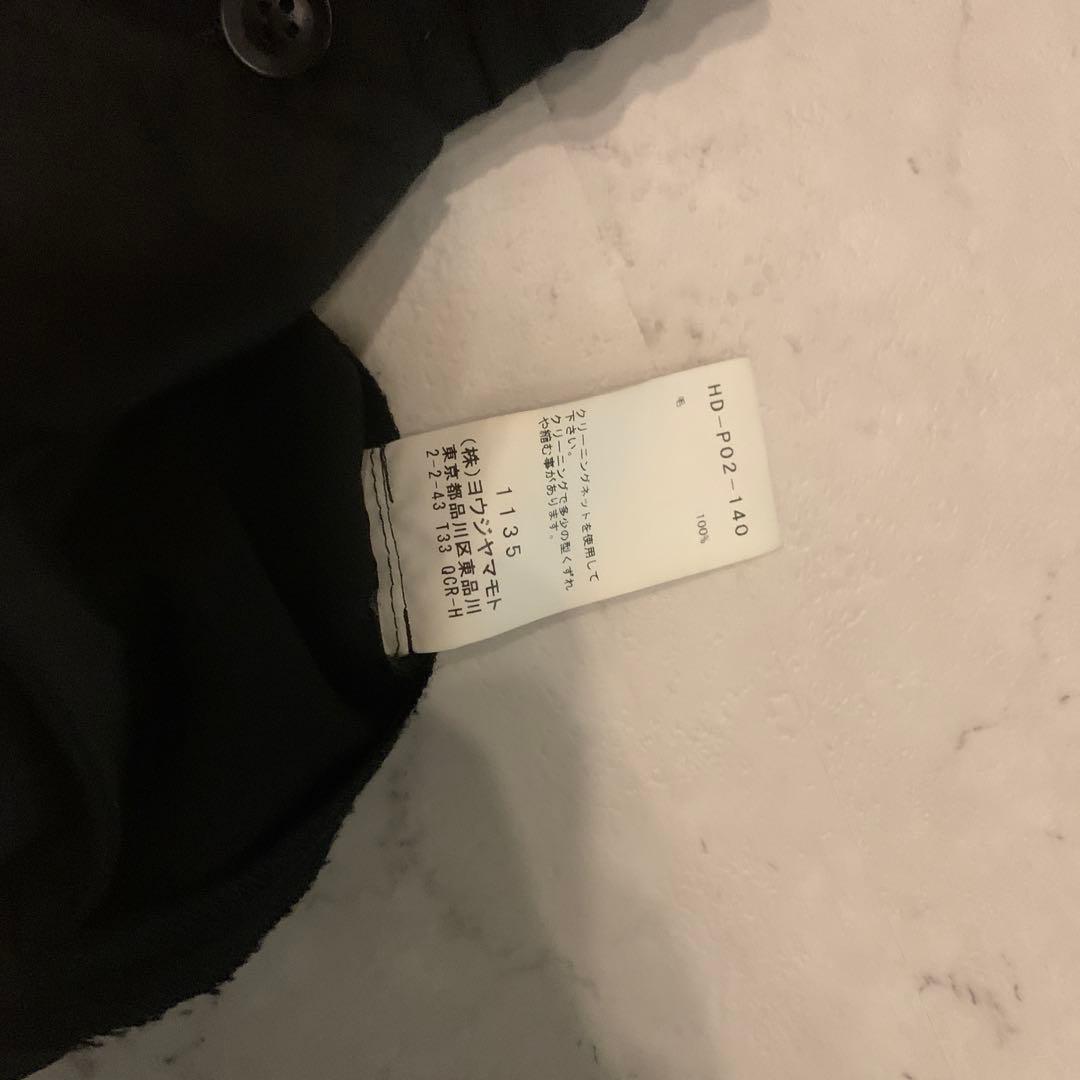 HD-P02-140
毛 100%
クリーニングネットを使用して
下さい。
クリーニングで多少の型くずれ
や縮む事があります。
1135
(株)ヨウジヤマモト
東京都品川区東品川
2-2-43 T33 QCR-H